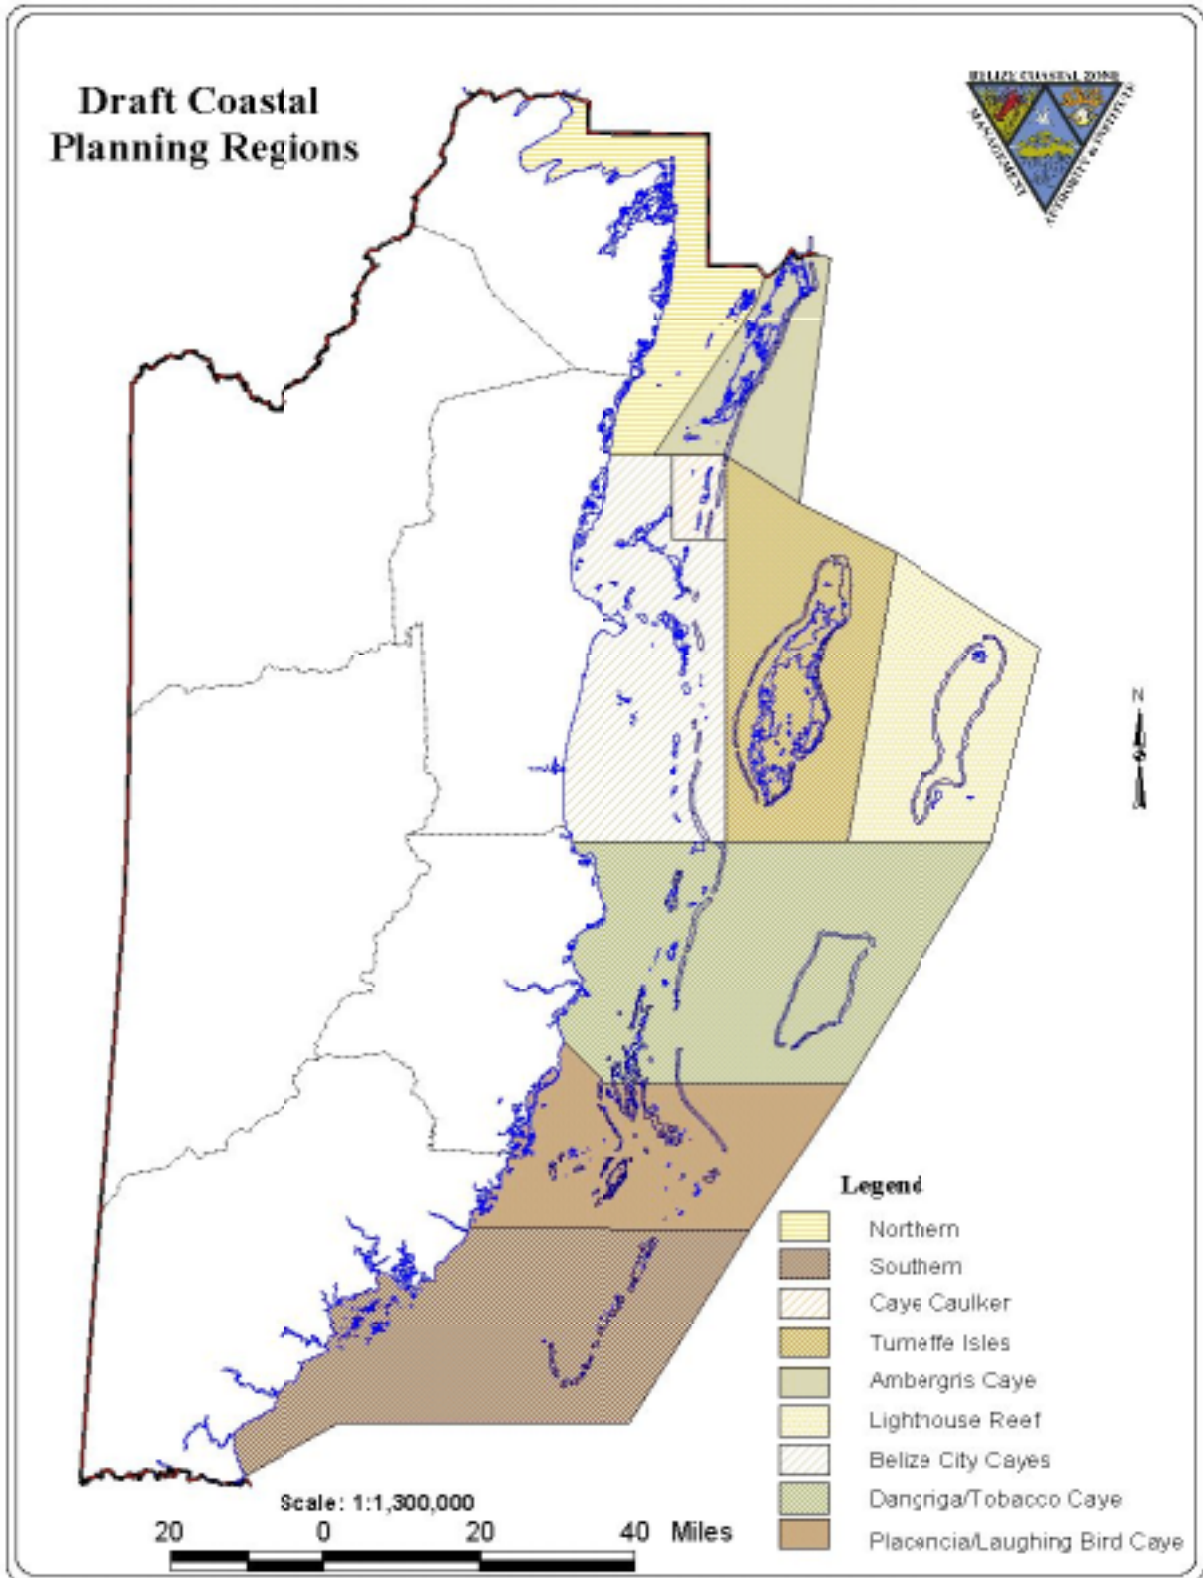 Draft Coastal
Planning Regions
BELIZE COASTAL ZONE
MANAGEMENT
AUTHORITY & INSTITUTE
N
Legend
Northern
Southern
Caye Caulker
Turneffe Isles
Ambergris Caye
Lighthouse Reef
Belize City Cayes
Dangriga/Tobacco Caye
Placencia/Laughing Bird Caye
Scale: 1:1,300,000
20 0 20 40 Miles